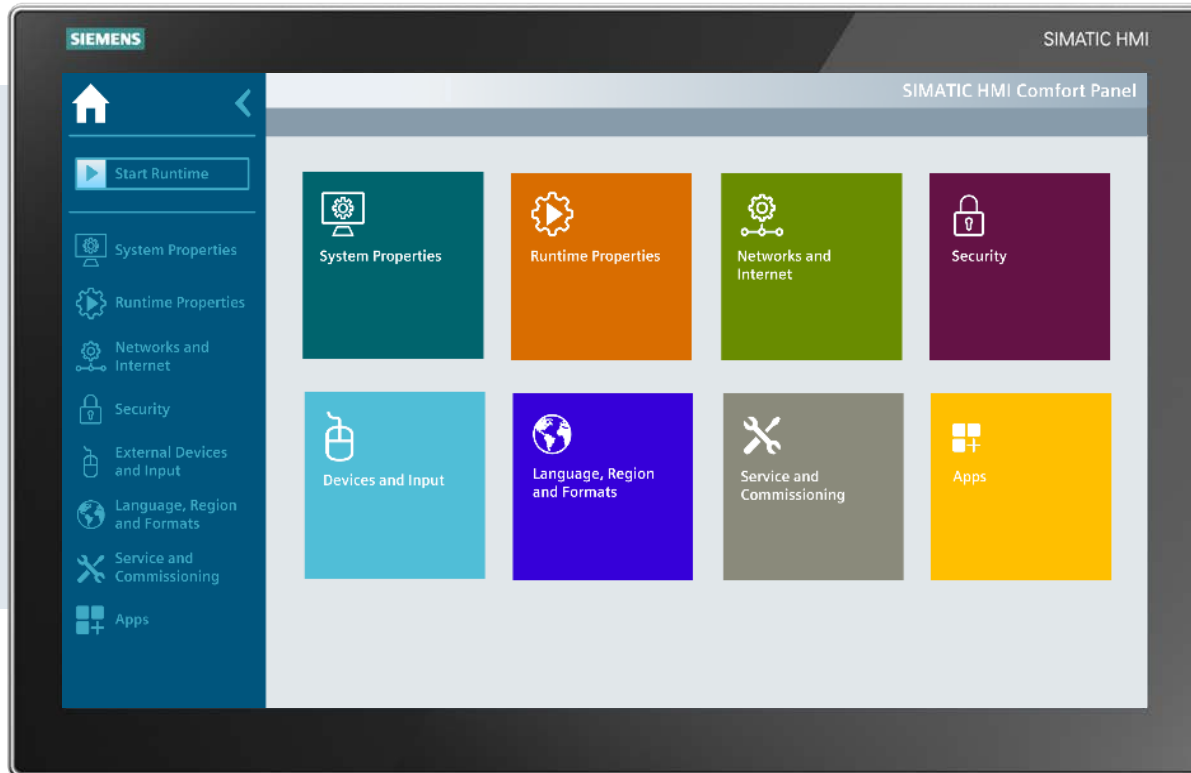 SIEMENS
SIMATIC HMI
SIMATIC HMI Comfort Panel
Start Runtime
System Properties
Runtime Properties
Networks and
Internet
Security
External Devices
and Input
Language, Region
and Formats
Service and
Commissioning
Apps
System Properties
Runtime Properties
Networks and
Internet
Security
Devices and Input
Language, Region
and Formats
Service and
Commissioning
Apps